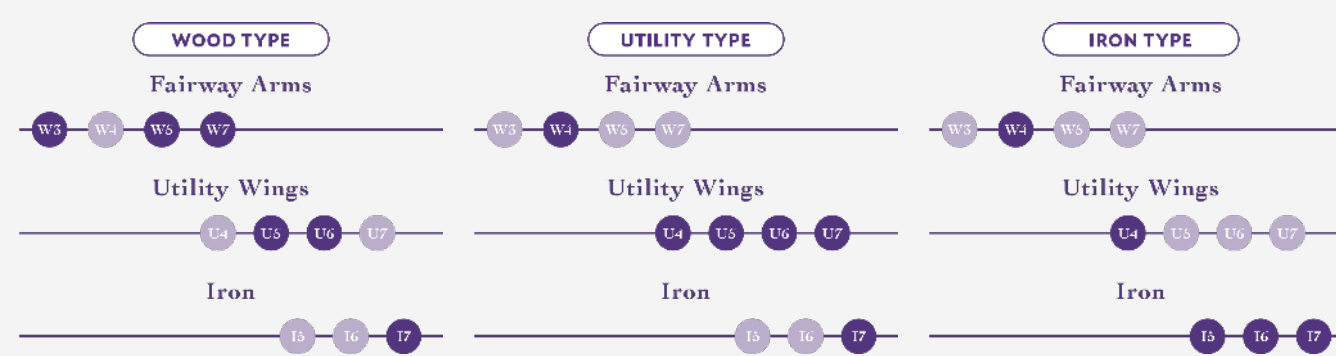 WOOD TYPE
Fairway Arms
W3 W4 W5 W7
Utility Wings
U4 U5 U6 U7
Iron
I5 I6 I7
UTILITY TYPE
Fairway Arms
W3 W4 W5 W7
Utility Wings
U4 U5 U6 U7
Iron
I5 I6 I7
IRON TYPE
Fairway Arms
W3 W4 W5 W7
Utility Wings
U4 U5 U6 U7
Iron
I5 I6 I7